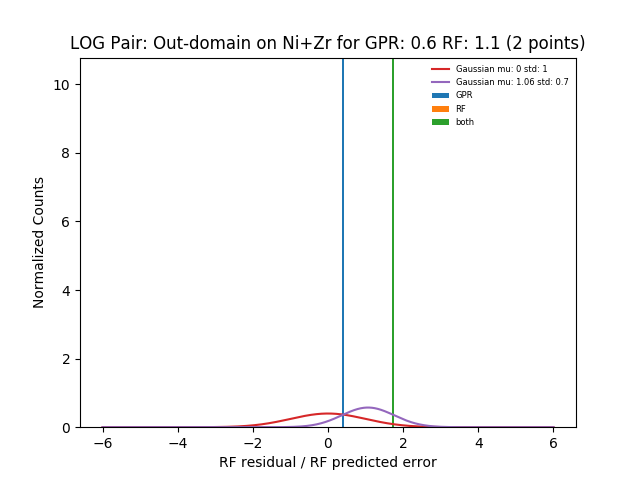 LOG Pair: Out-domain on Ni+Zr for GPR: 0.6 RF: 1.1 (2 points)
Gaussian mu: 0 std: 1
Gaussian mu: 1.06 std: 0.7
GPR
RF
both
Normalized Counts
10
8
6
4
2
0
−6 −4 −2 0 2 4 6
RF residual / RF predicted error